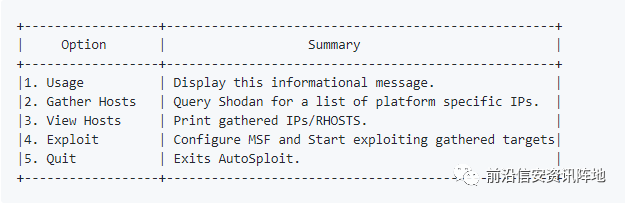 +------------------+----------------------------------------------------+
|     Option       |                   Summary                          |
+------------------+----------------------------------------------------+
|1. Usage          | Display this informational message.                |
|2. Gather Hosts   | Query Shodan for a list of platform specific IPs.  |
|3. View Hosts     | Print gathered IPs/RHOSTS.                         |
|4. Exploit        | Configure MSF and Start exploiting gathered targets|
|5. Quit           | Exits AutoSploit.                                  |
+------------------+----------------------------------------------------+
前沿信安资讯阵地